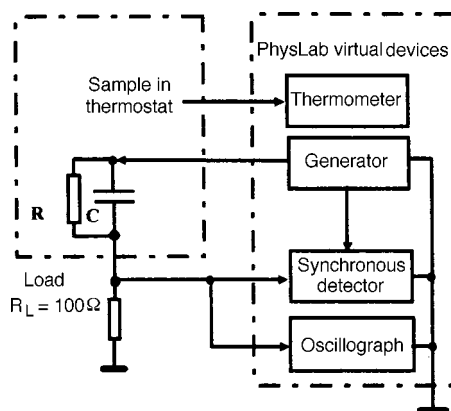 PhysLab virtual devices
Sample in
thermostat
Thermometer
Generator
R
C
Load
R_L = 100Ω
Synchronous
detector
Oscillograph